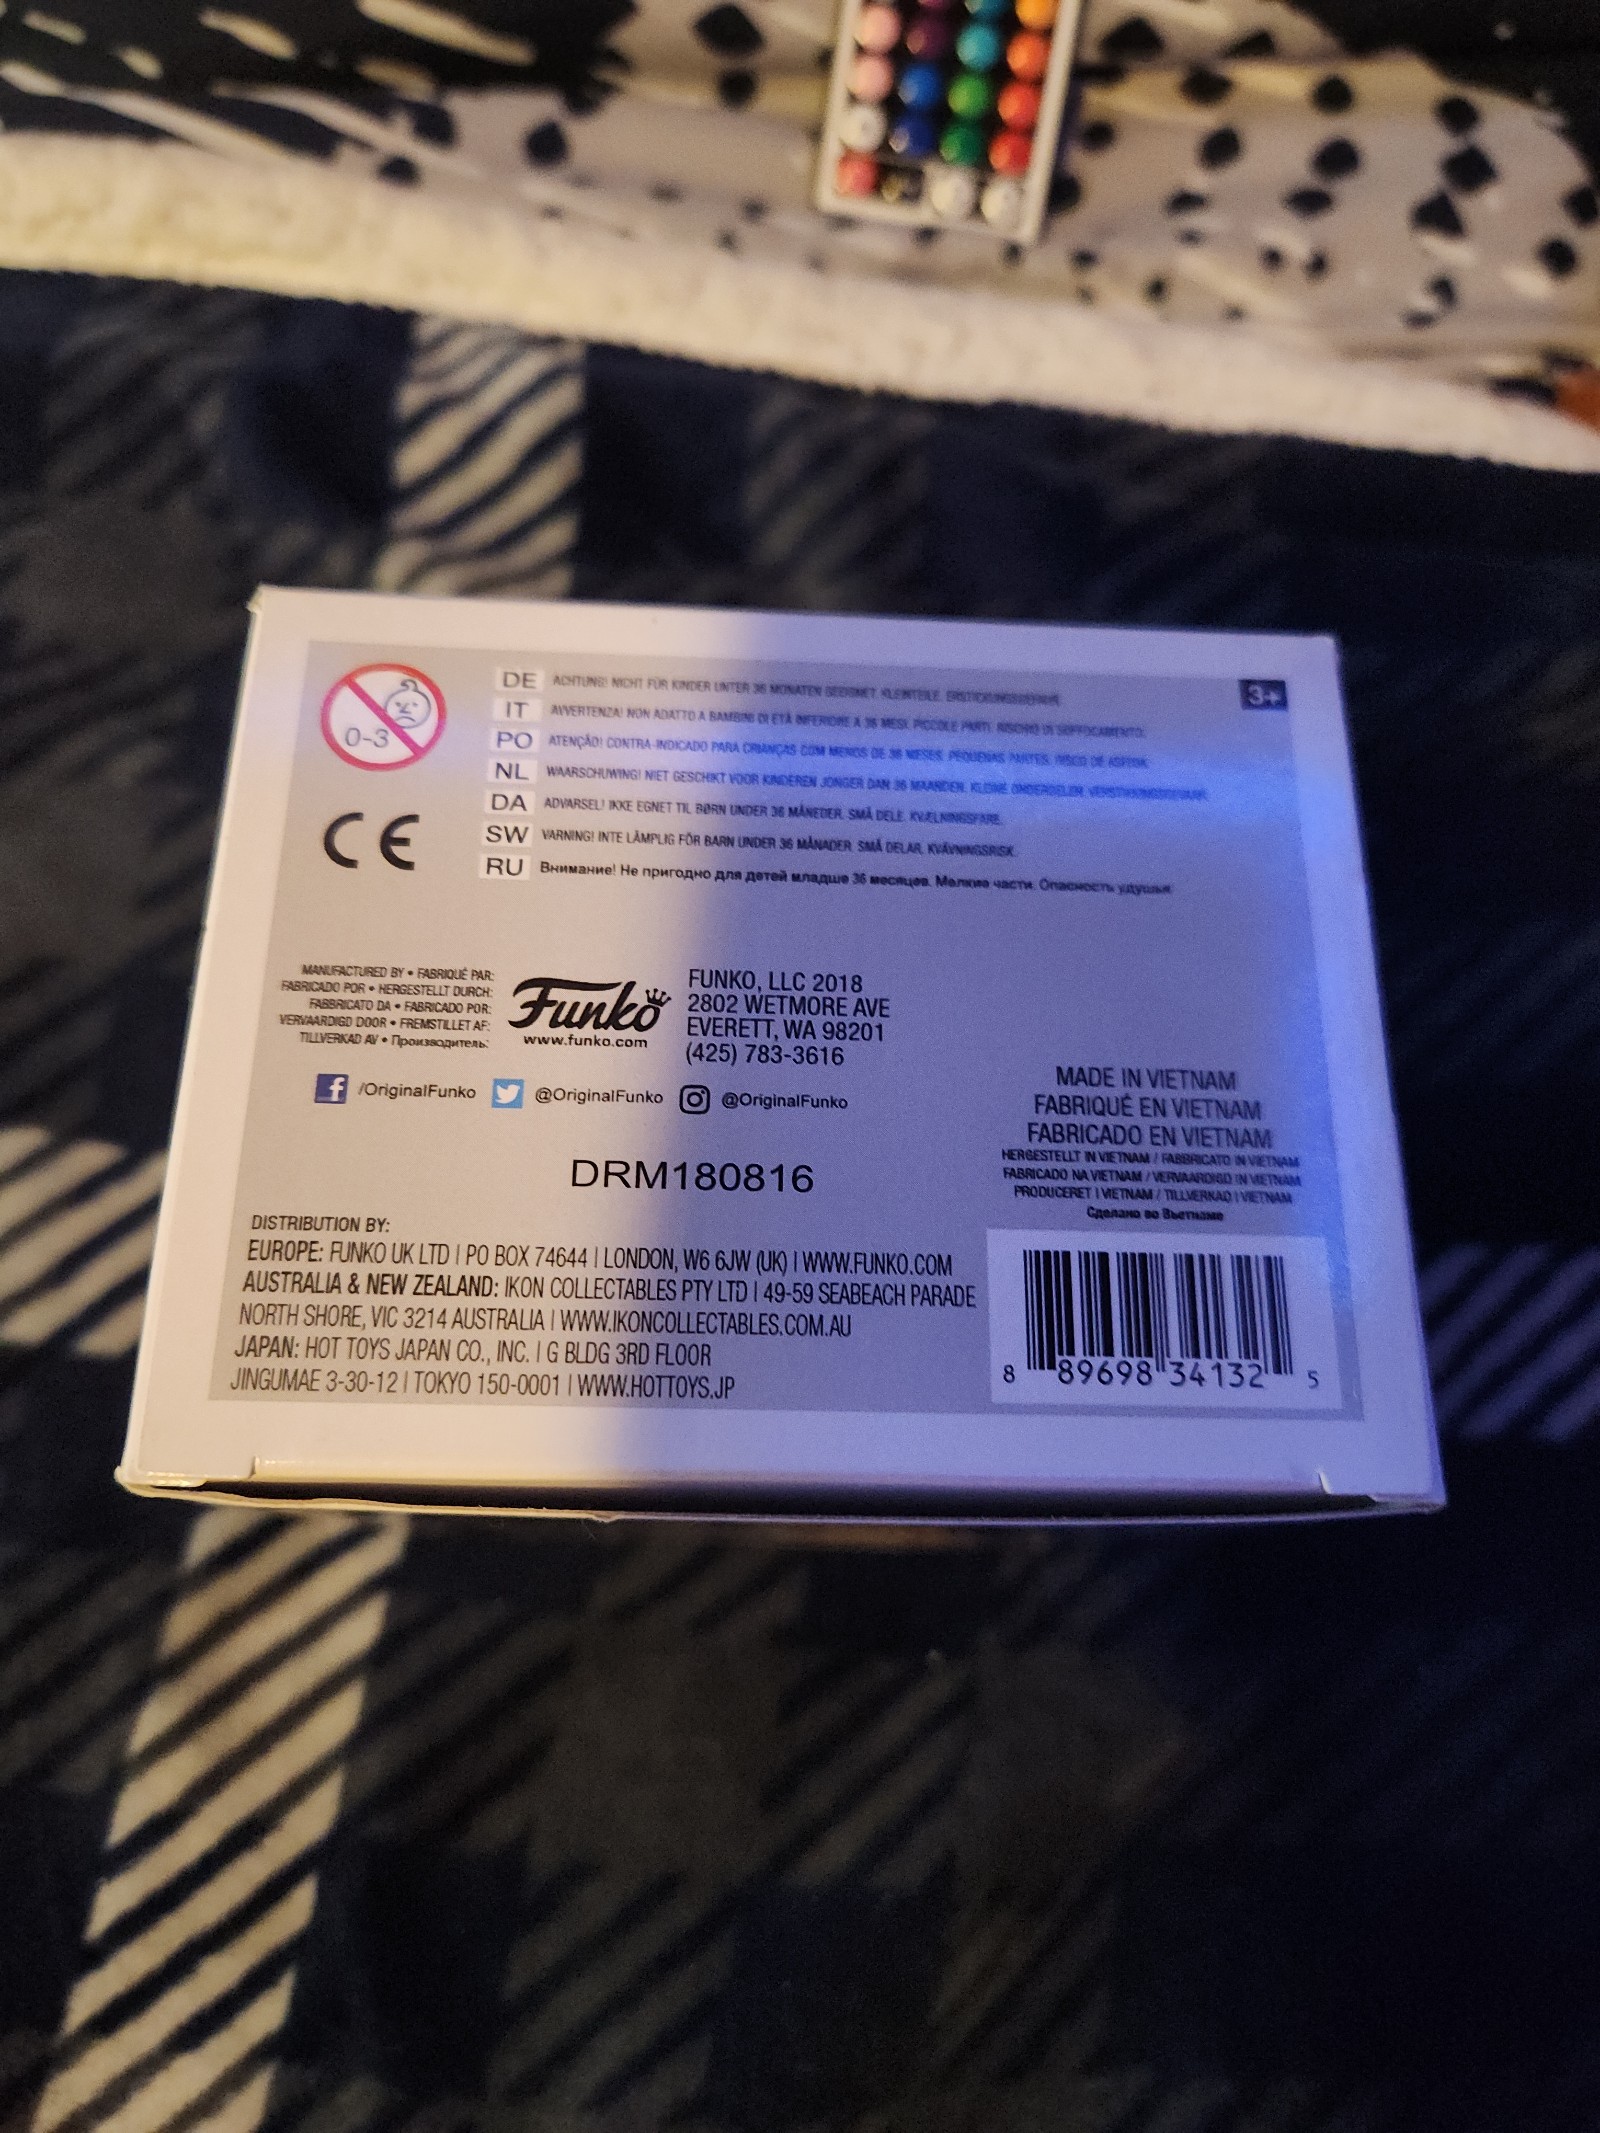 0-3
DE ACHTUNG! NICHT FÜR KINDER UNTER 36 MONATEN GEEIGNET. KLEINTEILE. ERSTICKUNGSGEFAHR.
3+
IT AVVERTENZA! NON ADATTO A BAMBINI DI ETÀ INFERIORE A 36 MESI. PICCOLE PARTI. RISCHIO DI SOFFOCAMENTO.
PO ATENÇÃO! CONTRA-INDICADO PARA CRIANÇAS COM MENOS DE 36 MESES. PEQUENAS PARTES. RISCO DE ASFIXIA.
NL WAARSCHUWING! NIET GESCHIKT VOOR KINDEREN JONGER DAN 36 MAANDEN. KLEINE ONDERDELEN. VERSTIKKINGSGEVAAR.
DA ADVARSEL! IKKE EGNET TIL BØRN UNDER 36 MÅNEDER. SMÅ DELE. KVÆLNINGSFARE.
SW VARNING! INTE LÄMPLIG FÖR BARN UNDER 36 MÅNADER. SMÅ DELAR. KVÄVNINGSRISK.
RU Внимание! Не пригодно для детей младше 36 месяцев. Мелкие части. Опасность удушья
CE
MANUFACTURED BY • FABRIQUÉ PAR:
FABRICADO POR • HERGESTELLT DURCH:
FABBRICATO DA • FABRICADO POR:
VERVAARDIGD DOOR • FREMSTILLET AF:
TILLVERKAD AV • Производитель:
Funko
www.funko.com
FUNKO, LLC 2018
2802 WETMORE AVE
EVERETT, WA 98201
(425) 783-3616
/OriginalFunko @OriginalFunko @OriginalFunko
MADE IN VIETNAM
FABRIQUÉ EN VIETNAM
FABRICADO EN VIETNAM
HERGESTELLT IN VIETNAM / FABBRICATO IN VIETNAM
FABRICADO NA VIETNAM / VERVAARDIGD IN VIETNAM
PRODUCERET I VIETNAM / TILLVERKAD I VIETNAM
Сделано во Вьетнаме
DRM180816
DISTRIBUTION BY:
EUROPE: FUNKO UK LTD | PO BOX 74644 | LONDON, W6 6JW (UK) | WWW.FUNKO.COM
AUSTRALIA & NEW ZEALAND: IKON COLLECTABLES PTY LTD | 49-59 SEABEACH PARADE
NORTH SHORE, VIC 3214 AUSTRALIA | WWW.IKONCOLLECTABLES.COM.AU
JAPAN: HOT TOYS JAPAN CO., INC. | G BLDG 3RD FLOOR
JINGUMAE 3-30-12 | TOKYO 150-0001 | WWW.HOTTOYS.JP
8 89698 34132 5